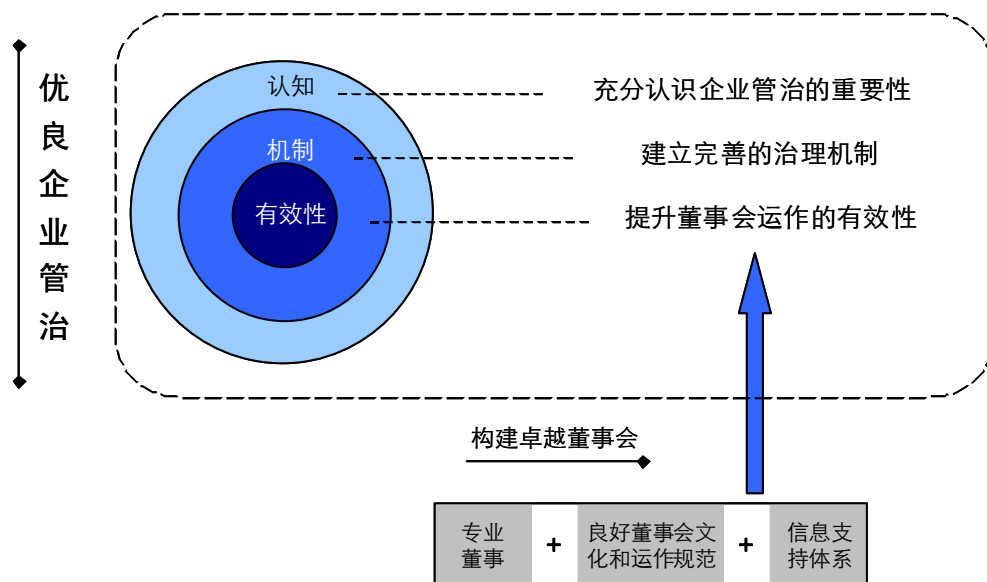 优良企业管治
认知
充分认识企业管治的重要性
机制
建立完善的治理机制
有效性
提升董事会运作的有效性
构建卓越董事会
专业
董事
+
良好董事会文
化和运作规范
+
信息支
持体系